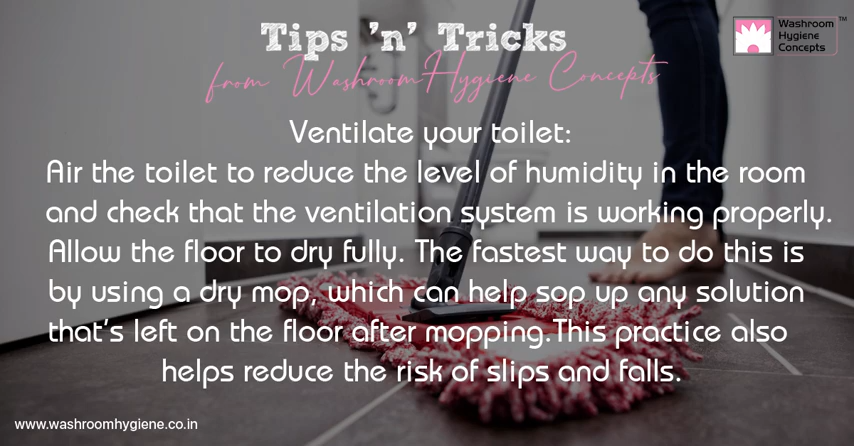 Tips 'n' Tricks
from Washroom Hygiene Concepts
Washroom
Hygiene
Concepts
TM
Ventilate your toilet:
Air the toilet to reduce the level of humidity in the room
and check that the ventilation system is working properly.
Allow the floor to dry fully. The fastest way to do this is
by using a dry mop, which can help sop up any solution
that's left on the floor after mopping.This practice also
helps reduce the risk of slips and falls.
www.washroomhygiene.co.in